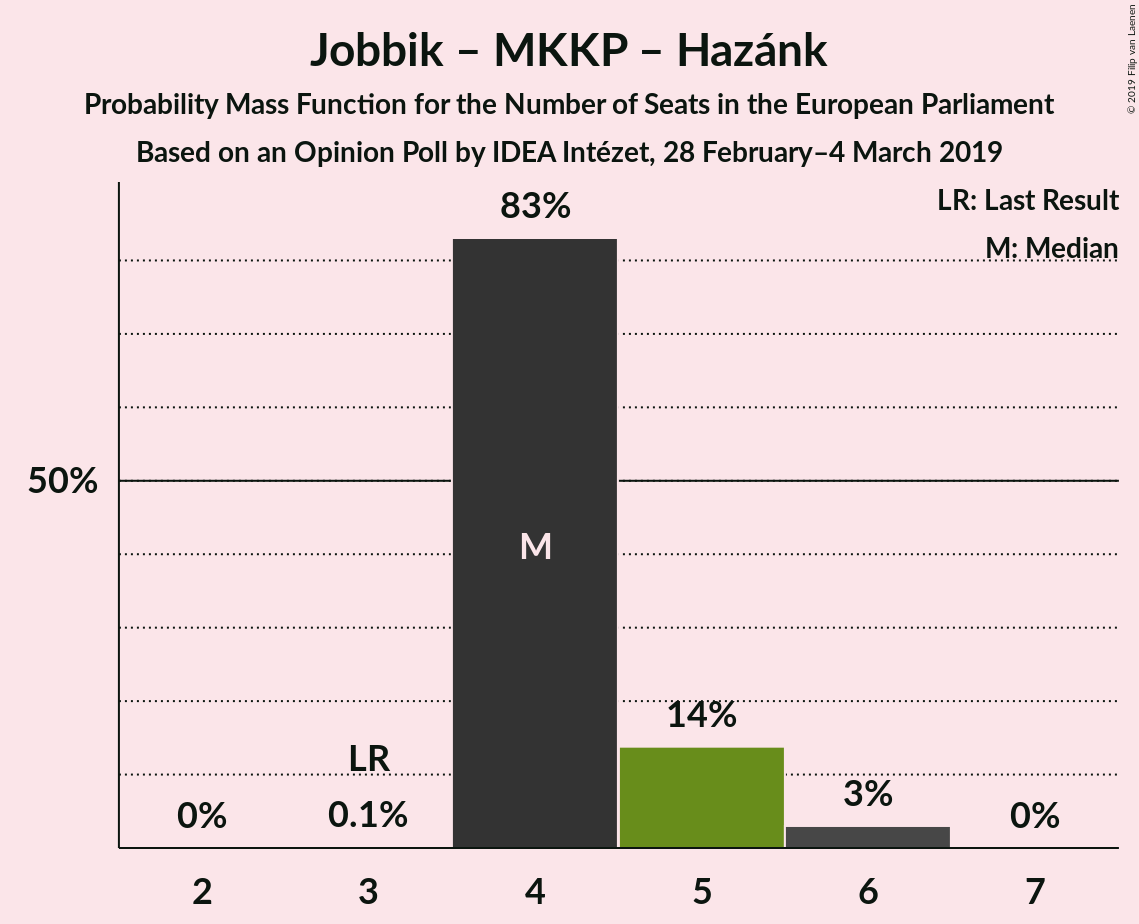 Jobbik – MKKP – Hazánk
Probability Mass Function for the Number of Seats in the European Parliament
Based on an Opinion Poll by IDEA Intézet, 28 February–4 March 2019
© 2019 Filip van Laenen
LR: Last Result
M: Median
83%
50%
M
14%
LR
3%
0%
0.1%
0%
2
3
4
5
6
7